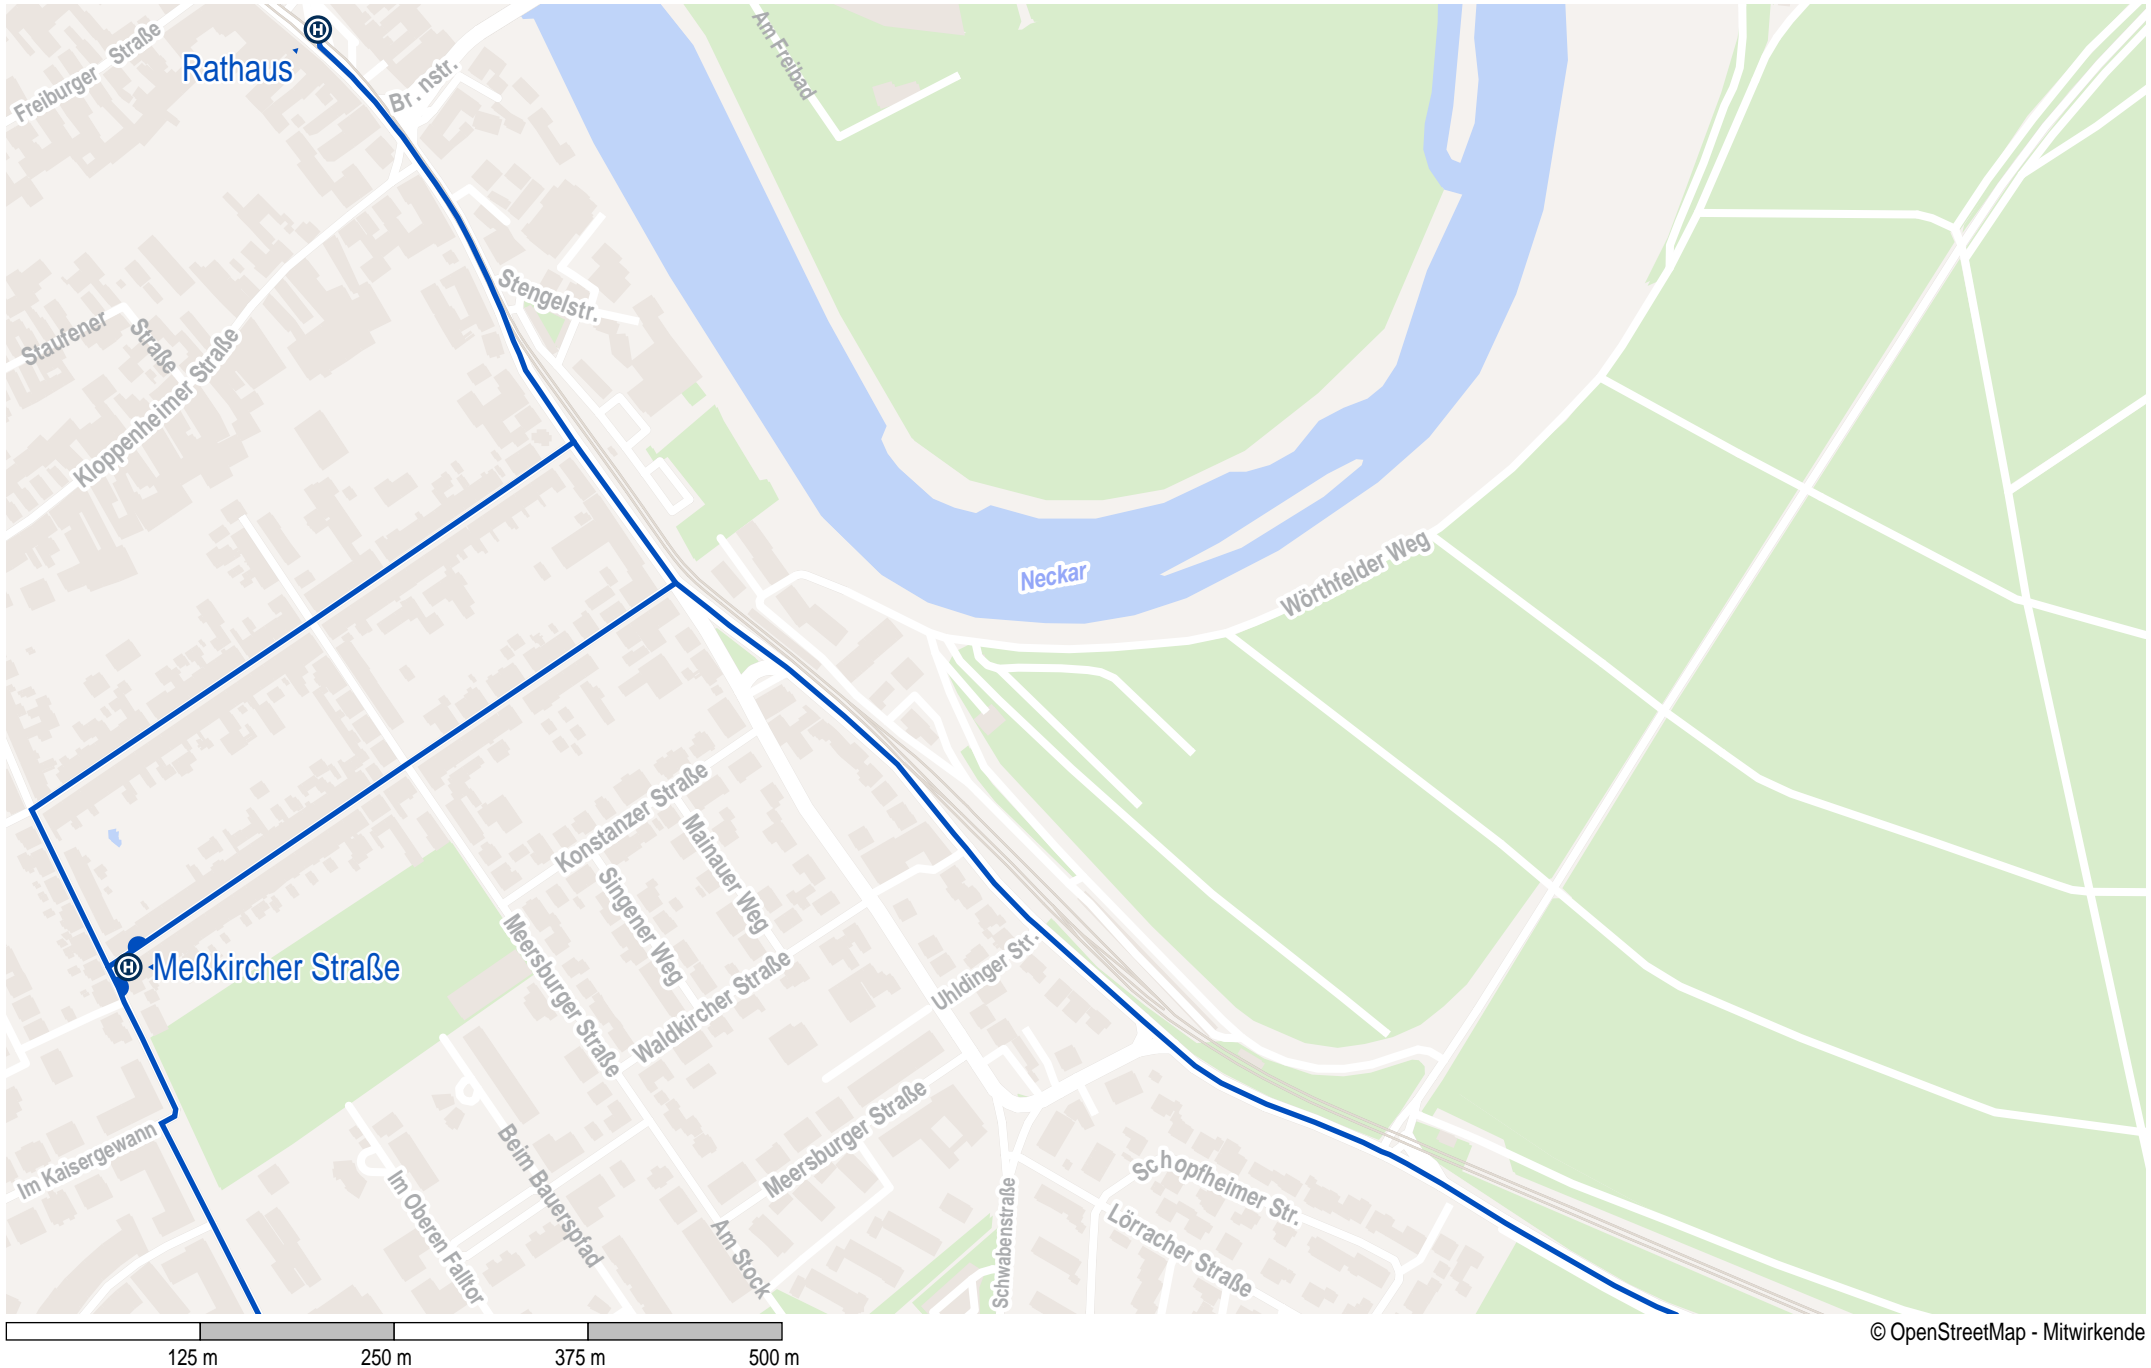 Freiburger Straße
H
Rathaus
Br.nstr.
Am Freibad
Stengelstr.
Staufener
Straße
Kloppenheimer Straße
Neckar
Wörthfelder Weg
Konstanzer Straße
Mainauer Weg
Singener Weg
Meersburger Straße
Waldkircher Straße
Uhldinger Str.
H
Meßkircher Straße
Im Kaisergewann
Im Oberen Falltor
Beim Bauerspfad
Meersburger Straße
Am Stock
Schwabenstraße
Schopfheimer Str.
Lörracher Straße
125 m
250 m
375 m
500 m
© OpenStreetMap - Mitwirkende